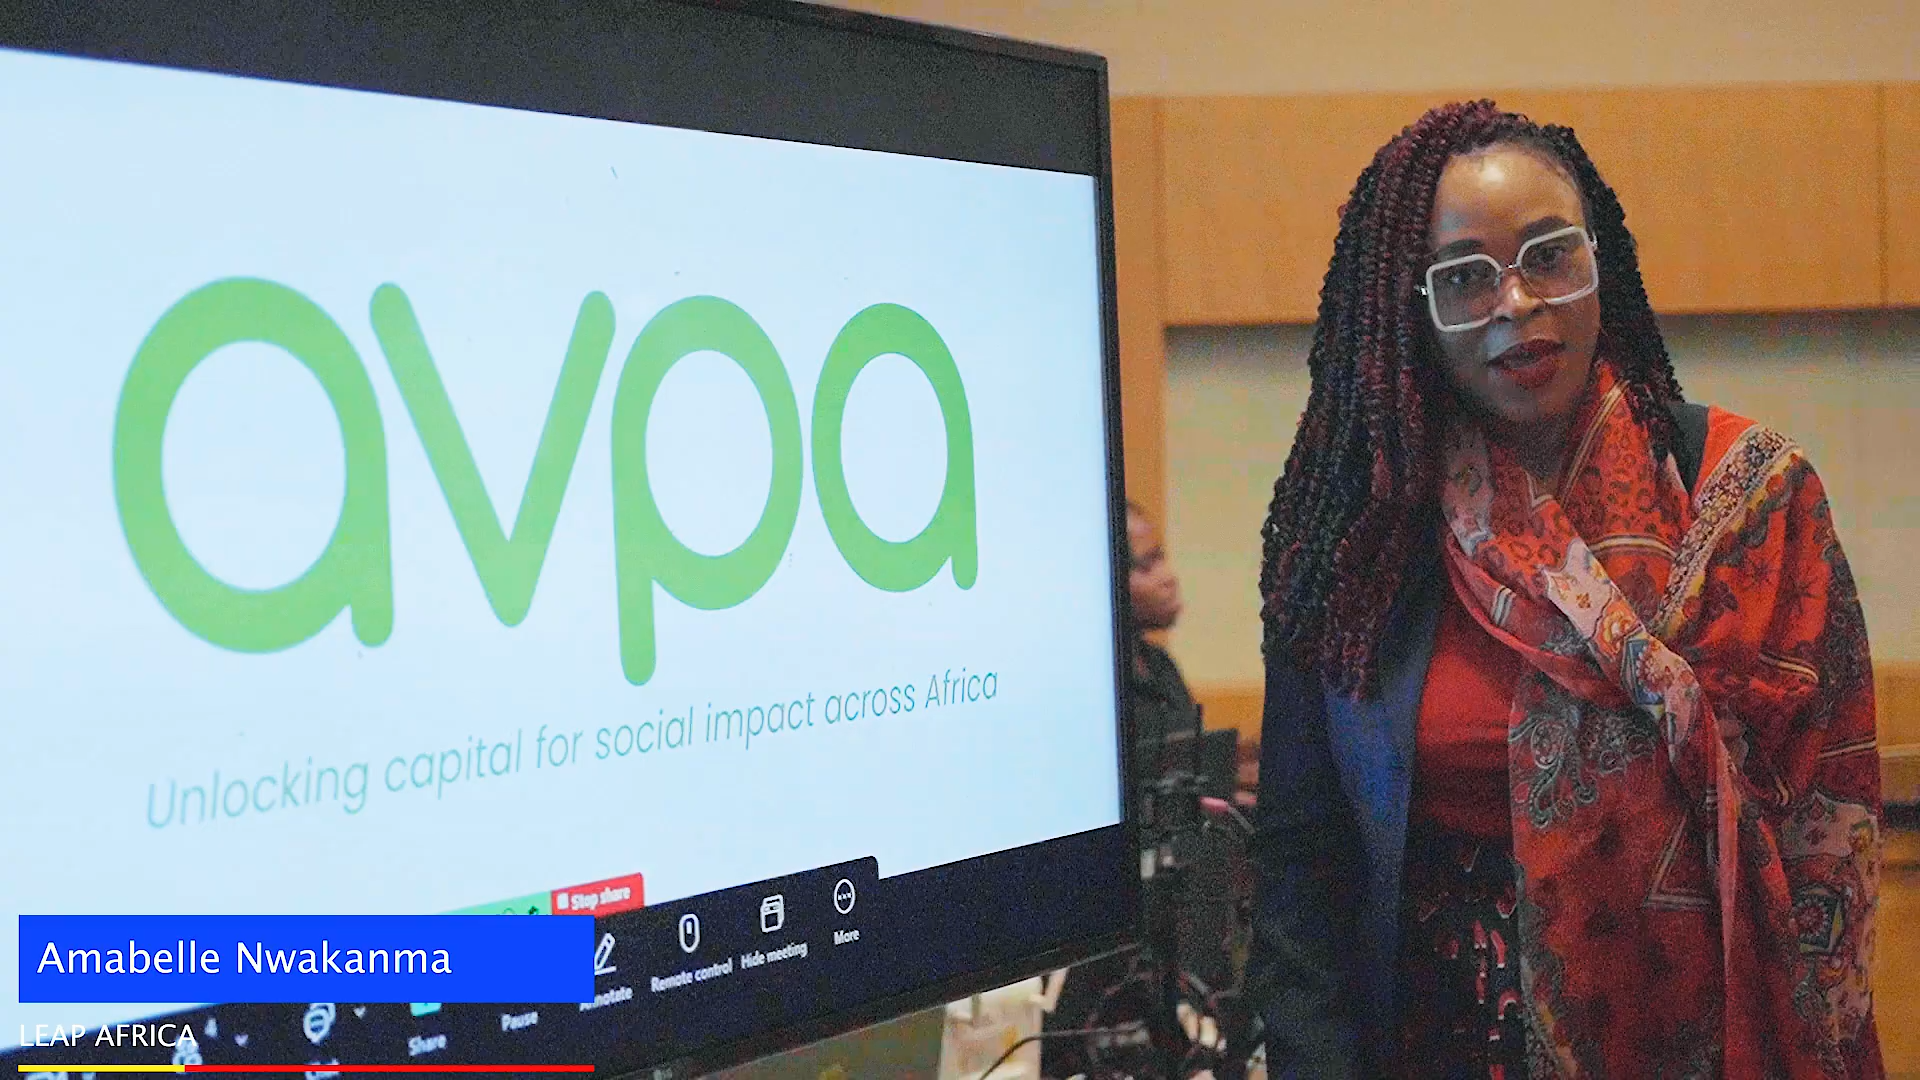 avpa
Unlocking capital for social impact across Africa
Stop share
Annotate
Remote control
Hide meeting
More
Pause
Share
4
Amabelle Nwakanma
LEAP AFRICA